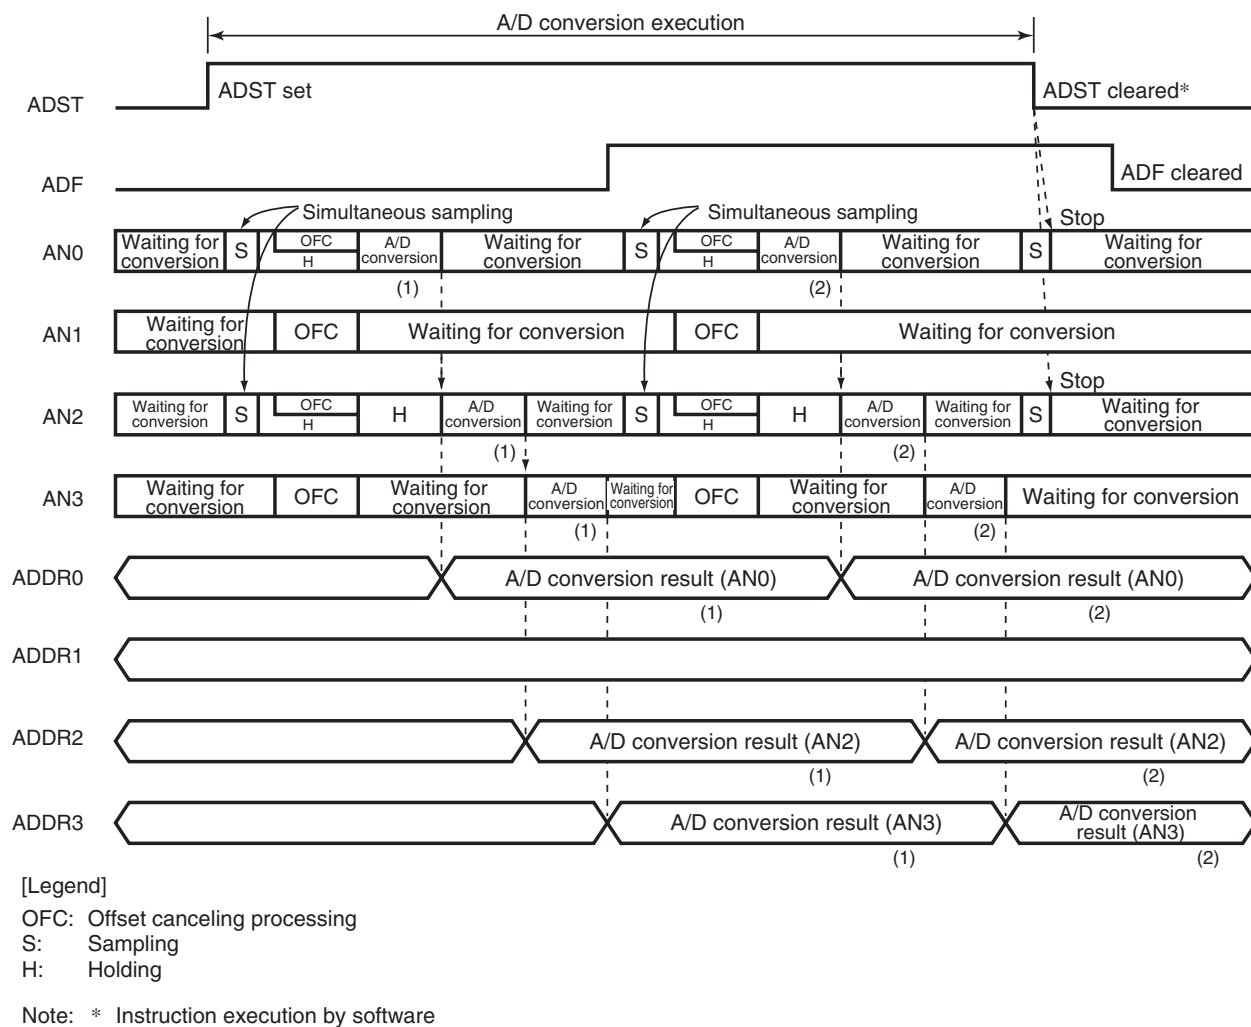 A/D conversion execution
ADST
ADST set
ADST cleared*
ADF
ADF cleared
Simultaneous sampling
Simultaneous sampling
Stop
AN0
Waiting for
conversion
S
OFC
H
A/D
conversion
Waiting for
conversion
S
OFC
H
A/D
conversion
Waiting for
conversion
S
Waiting for
conversion
(1)
(2)
AN1
Waiting for
conversion
OFC
Waiting for conversion
OFC
Waiting for conversion
Stop
AN2
Waiting for
conversion
S
OFC
H
H
A/D
conversion
Waiting for
conversion
S
OFC
H
H
A/D
conversion
Waiting for
conversion
S
Waiting for
conversion
(1)
(2)
AN3
Waiting for
conversion
OFC
Waiting for
conversion
A/D
conversion
Waiting for
conversion
OFC
Waiting for
conversion
A/D
conversion
Waiting for conversion
(1)
(2)
ADDR0
A/D conversion result (AN0)
A/D conversion result (AN0)
(1)
(2)
ADDR1
ADDR2
A/D conversion result (AN2)
A/D conversion result (AN2)
(1)
(2)
ADDR3
A/D conversion result (AN3)
A/D conversion
result (AN3)
(1)
(2)
[Legend]
OFC: Offset canceling processing
S: Sampling
H: Holding
Note: * Instruction execution by software